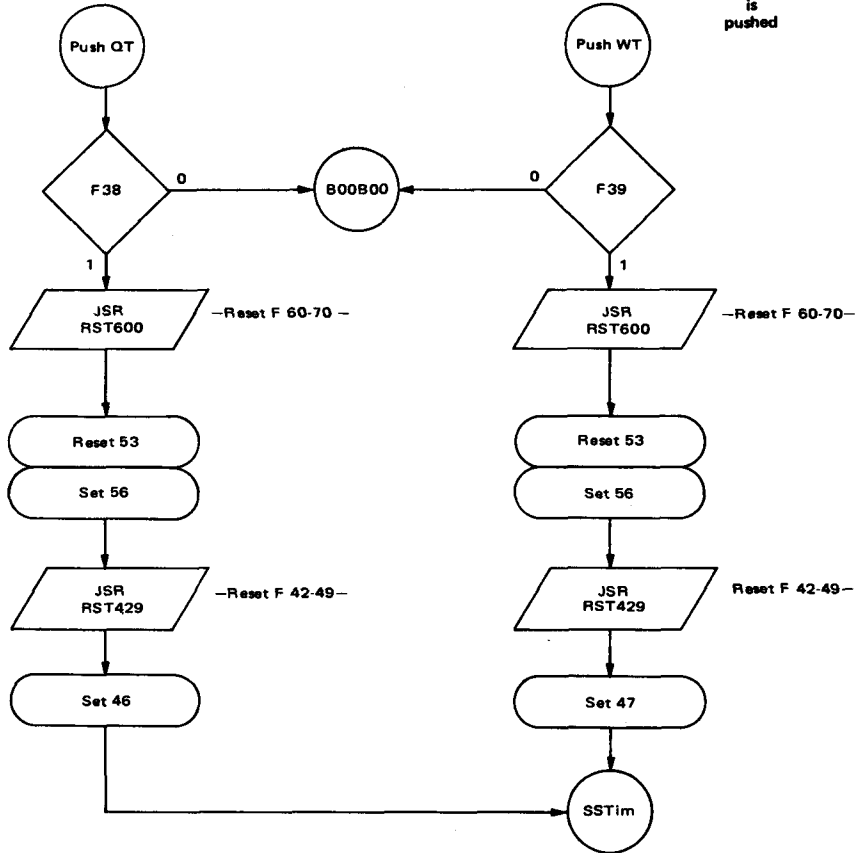 is
pushed
Push QT
Push WT
F38
0
B00B00
0
F39
1
1
JSR
RST600
—Reset F 60-70 —
JSR
RST600
—Reset F 60-70—
Reset 53
Reset 53
Set 56
Set 56
JSR
RST429
—Reset F 42-49—
JSR
RST429
Reset F 42-49—
Set 46
Set 47
SSTim